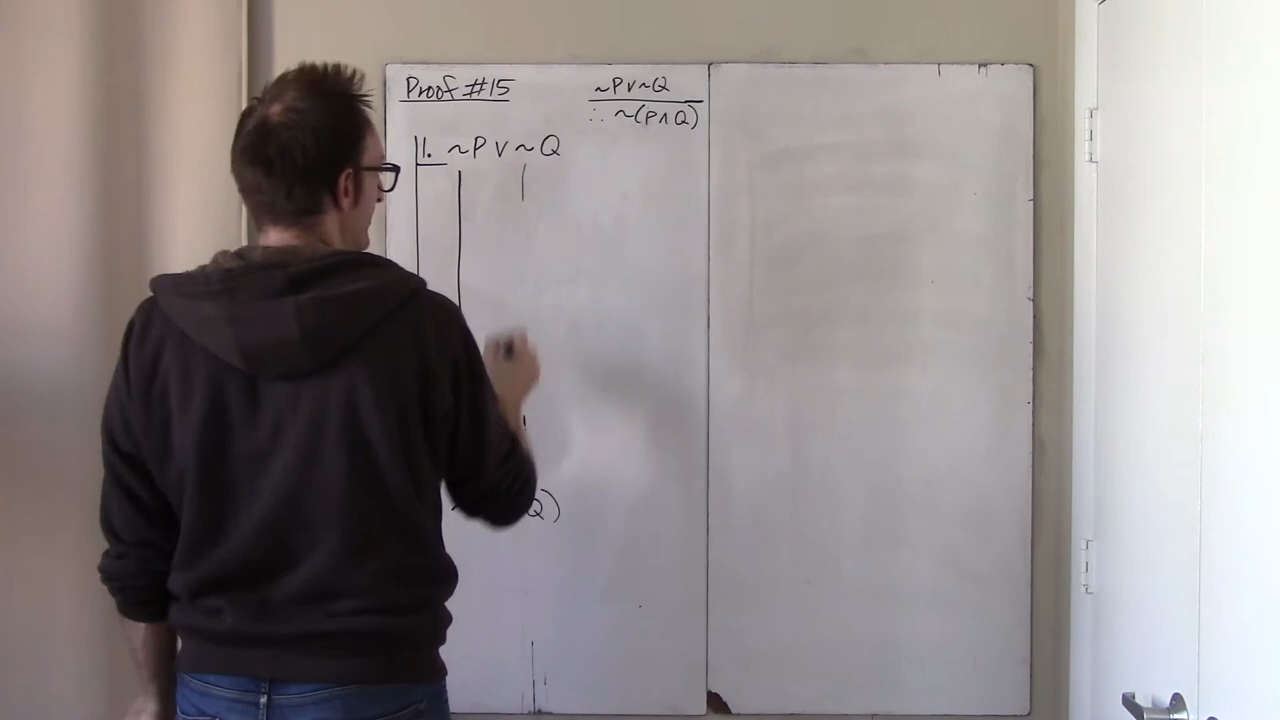 Proof #15
~P∨~Q
∴ ~(P∧Q)
1. ~P ∨ ~Q
Q)